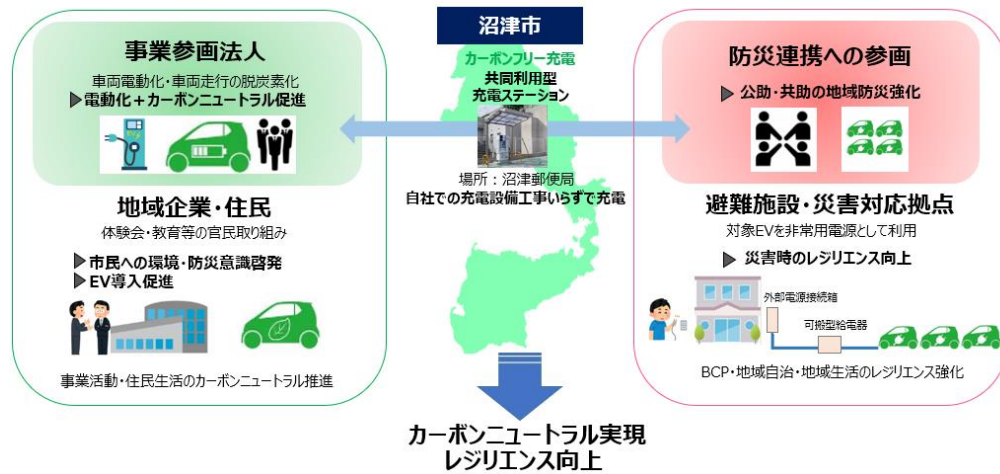 沼津市
事業参画法人
車両電動化・車両走行の脱炭素化
▶電動化+カーボンニュートラル促進
地域企業・住民
体験会・教育等の官民取り組み
▶市民への環境・防災意識啓発
▶EV導入促進
事業活動・住民生活のカーボンニュートラル推進
カーボンフリー充電
共同利用型
充電ステーション
場所：沼津郵便局
自社での充電設備工事いらずで充電
防災連携への参画
▶ 公助・共助の地域防災強化
避難施設・災害対応拠点
対象EVを非常用電源として利用
▶ 災害時のレジリエンス向上
外部電源接続箱
可搬型給電器
BCP・地域自治・地域生活のレジリエンス強化
カーボンニュートラル実現
レジリエンス向上